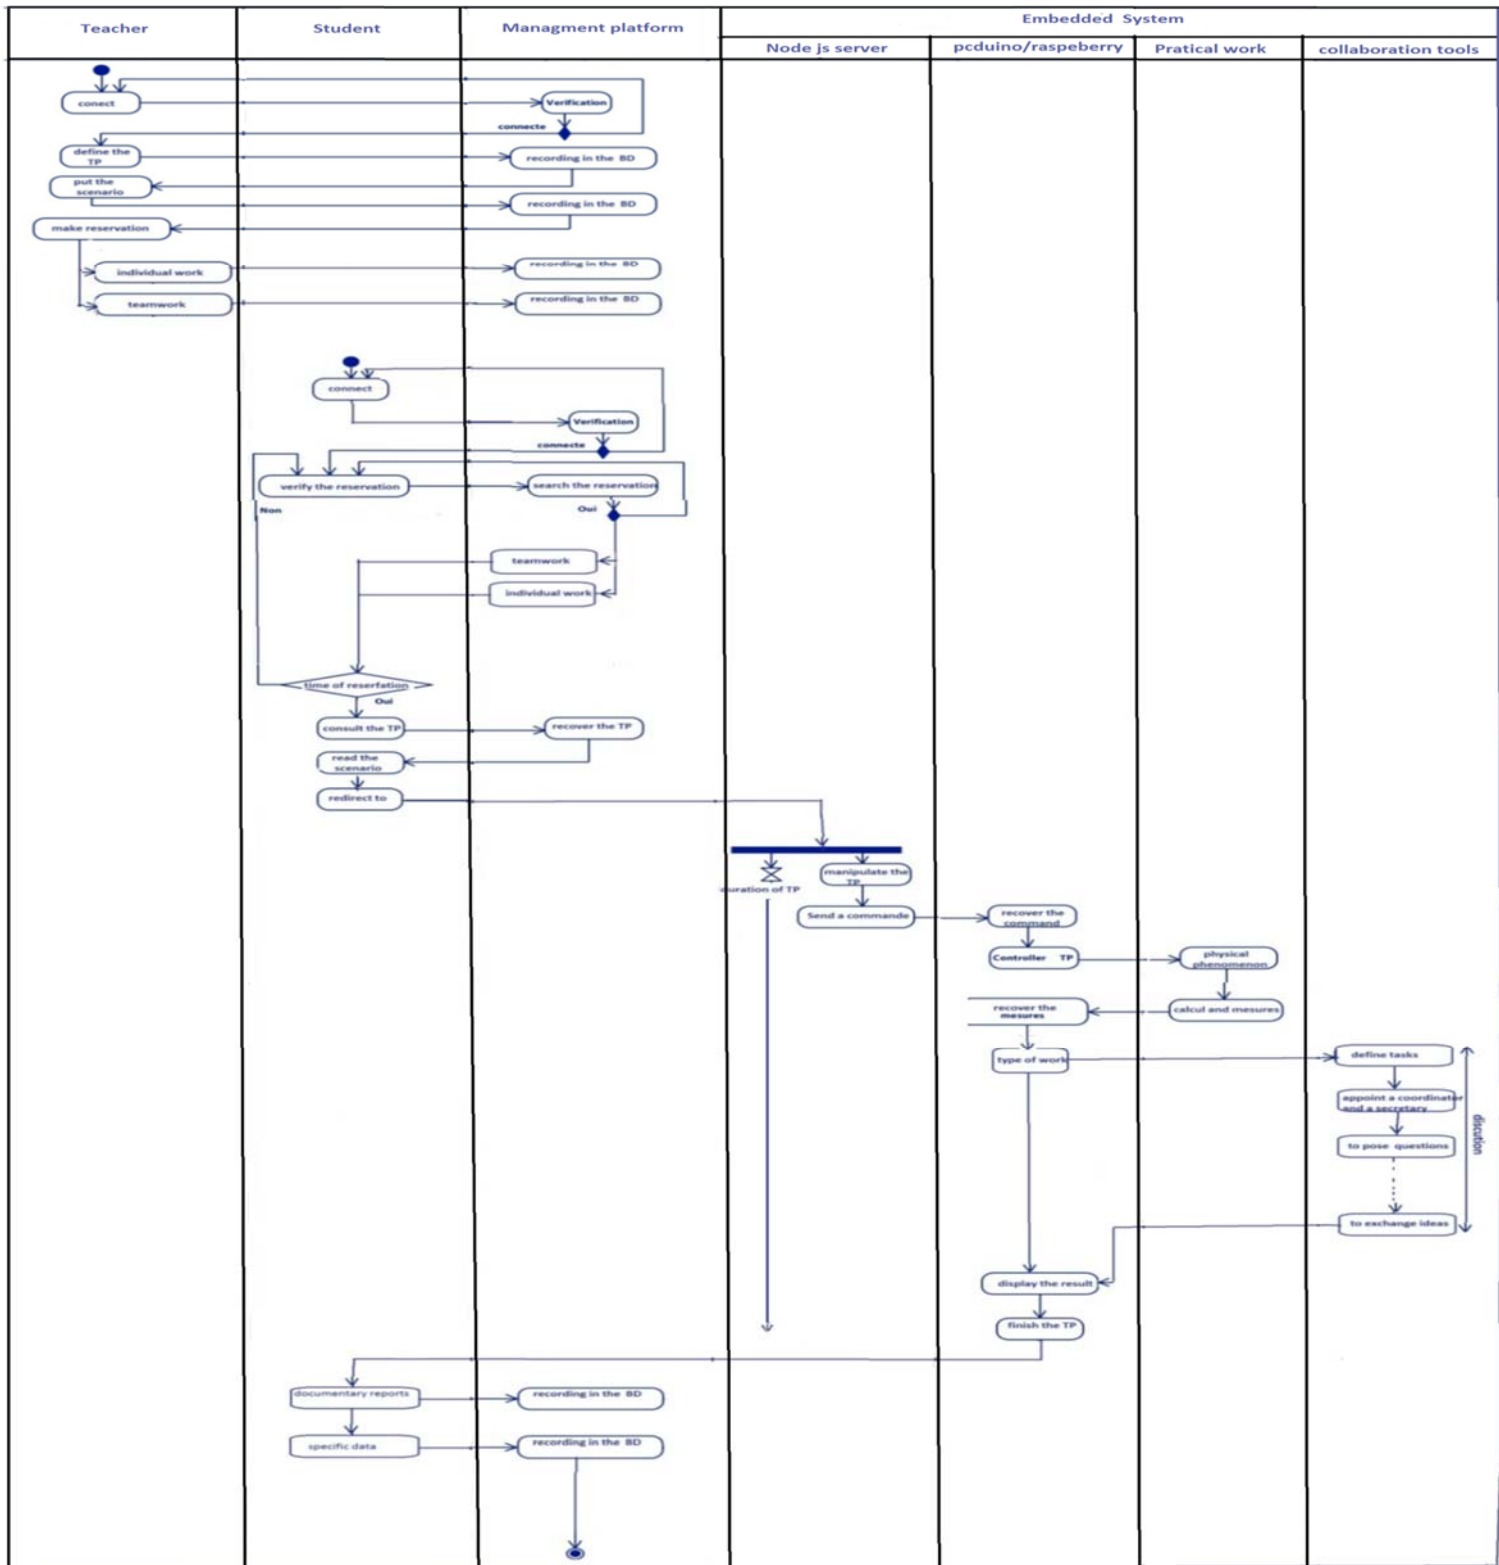 Embedded System
Teacher
Student
Managment platform
Node js server
pcduino/raspeberry
Pratical work
collaboration tools
conect
Verification
connecte
define the
TP
recording in the BD
put the
scenario
recording in the BD
make reservation
individual work
recording in the BD
teamwork
recording in the BD
connect
Verification
connecte
verify the reservation
search the reservation
Non
Oui
teamwork
individual work
time of reserfation
Oui
consult the TP
recover the TP
read the
scenario
redirect to
manipulate the
TP
duration of TP
Send a commande
recover the
command
Controller TP
physical
phenomenon
recover the
mesures
calcul and mesures
type of work
define tasks
appoint a coordinator
and a secretary
to pose questions
discution
to exchange ideas
display the result
finish the TP
documentary reports
recording in the BD
specific data
recording in the BD